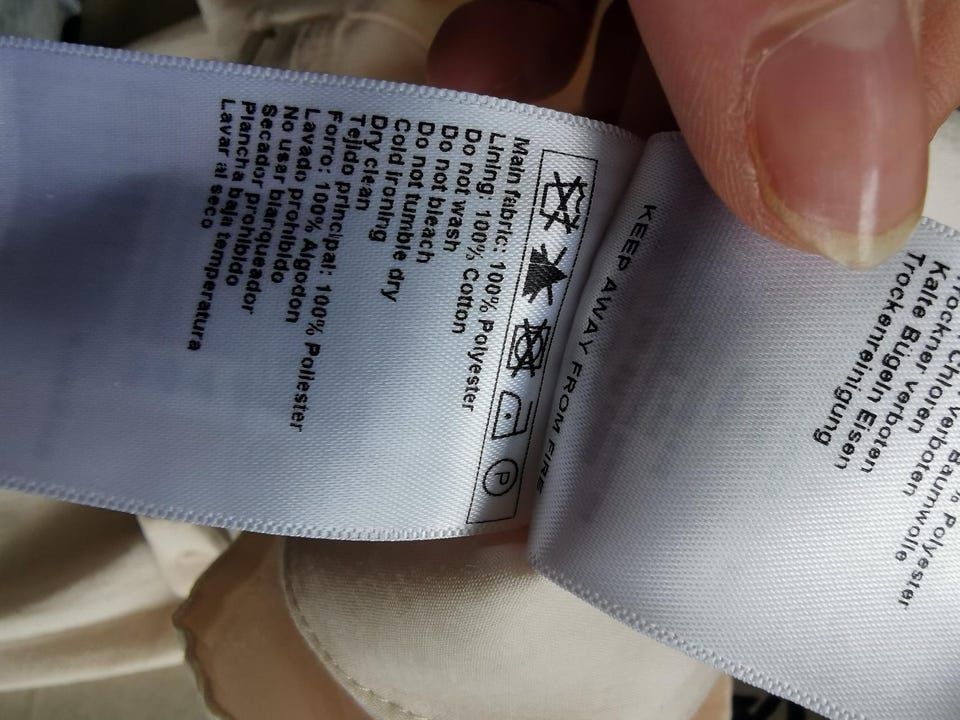 % Polyester
% Baumwolle
Chloren verboten
Trockner verboten
Kalte Bügeln Eisen
Trockenreinigung
KEEP AWAY FROM FIRE
P
Main fabric: 100% Polyester
Lining: 100% Cotton
Do not wash
Do not bleach
Do not tumble dry
Cold ironing
Dry clean
Tejido principal: 100% Poliester
Forro: 100% Algodon
Lavado prohibido
No usar blanqueador
Secador prohibido
Plancha baja temperatura
Lavar al seco